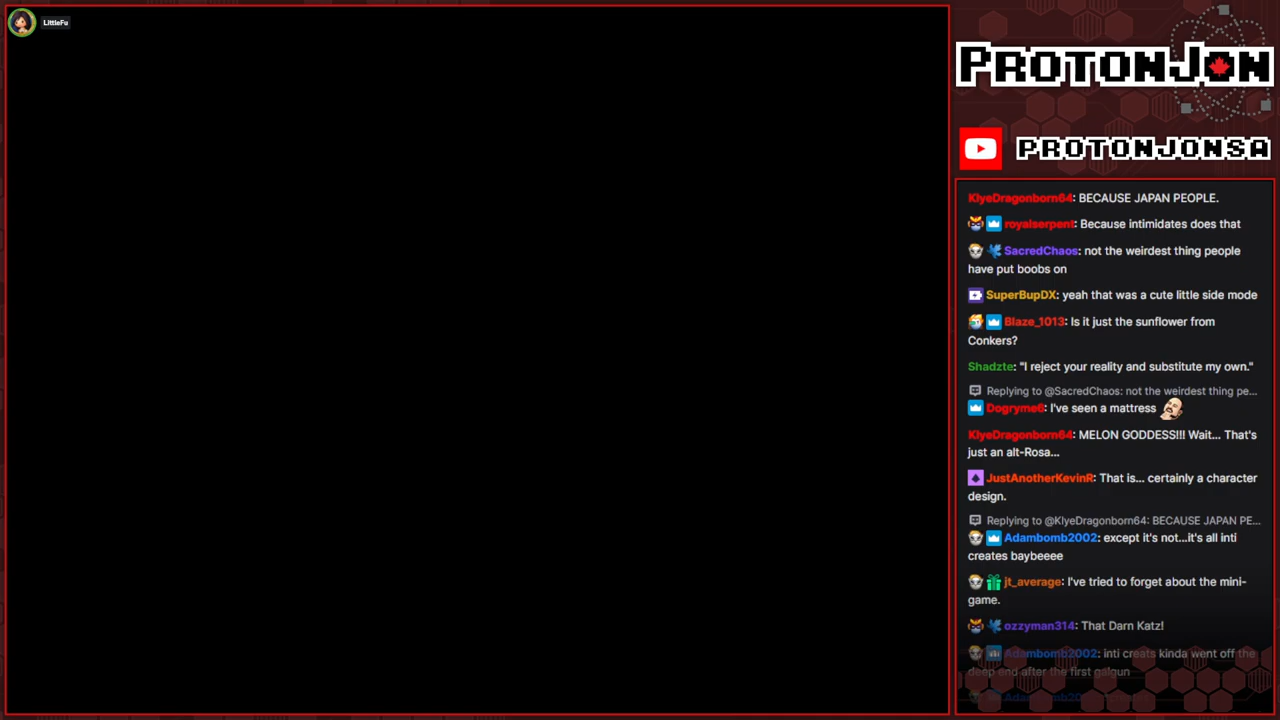 LittleFu
PROTONJON
PROTONJONSA
KlyeDragonborn64: BECAUSE JAPAN PEOPLE.
royalserpent: Because intimidates does that
SacredChaos: not the weirdest thing people
have put boobs on
SuperBupDX: yeah that was a cute little side mode
Blaze_1013: Is it just the sunflower from
Conkers?
Shadzte: "I reject your reality and substitute my own."
Replying to @SacredChaos: not the weirdest thing pe...
Dogryme6: I've seen a mattress
KlyeDragonborn64: MELON GODDESS!!! Wait... That's
just an alt-Rosa...
JustAnotherKevinR: That is... certainly a character
design.
Replying to @KlyeDragonborn64: BECAUSE JAPAN PE...
Adambomb2002: except it's not...it's all inti
creates baybeeee
jt_average: I've tried to forget about the mini-
game.
ozzyman314: That Darn Katz!
Adambomb2002: inti creats kinda went off the
deep end after the first galgun